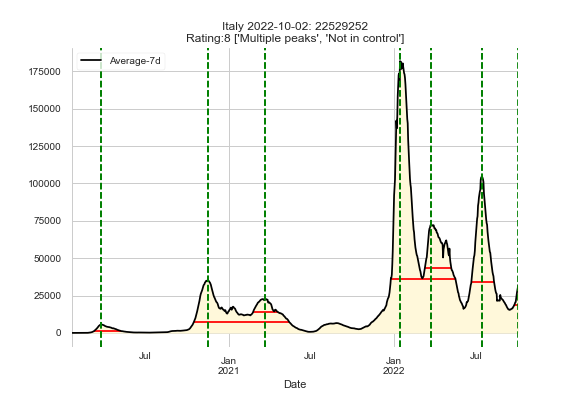 Italy 2022-10-02: 22529252
Rating:8 ['Multiple peaks', 'Not in control']
Average-7d
175000
150000
125000
100000
75000
50000
25000
0
Jul
Jan
2021
Jul
Jan
2022
Jul
Date